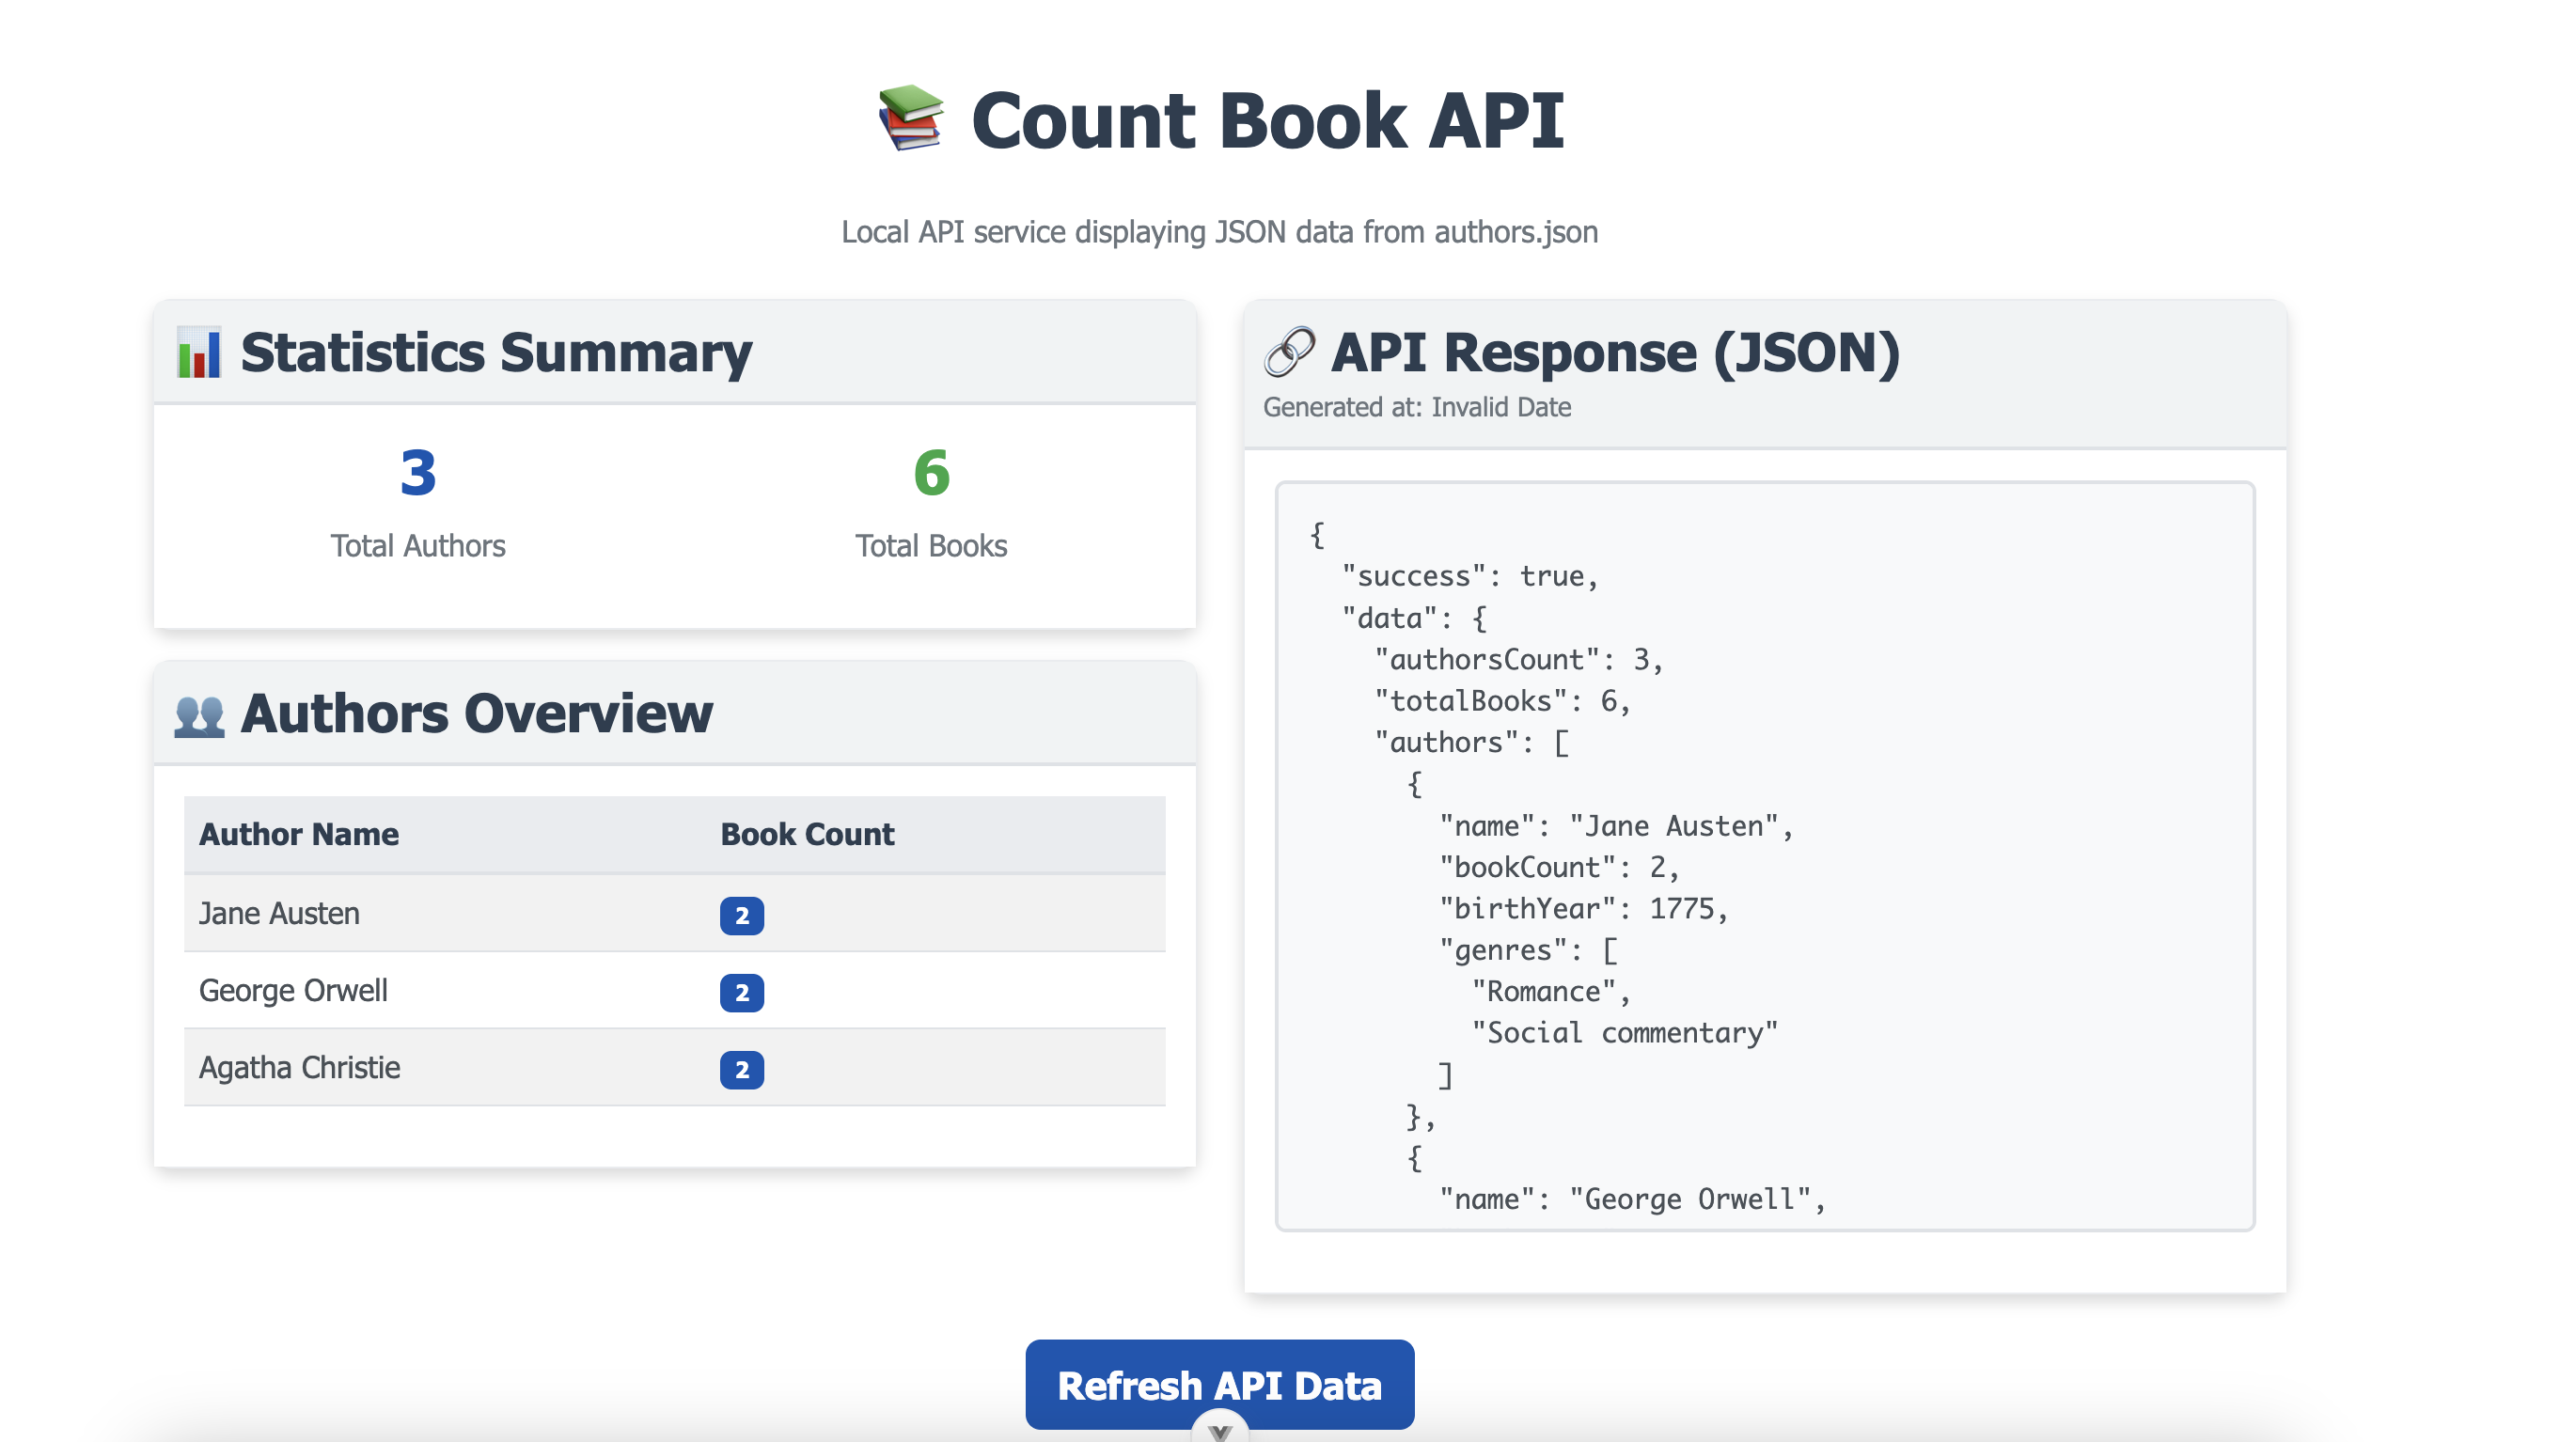 Count Book API
Local API service displaying JSON data from authors.json
Statistics Summary
3
6
Total Authors
Total Books
Authors Overview
Author Name
Book Count
Jane Austen
2
George Orwell
2
Agatha Christie
2
API Response (JSON)
Generated at: Invalid Date
{
  "success": true,
  "data": {
    "authorsCount": 3,
    "totalBooks": 6,
    "authors": [
      {
        "name": "Jane Austen",
        "bookCount": 2,
        "birthYear": 1775,
        "genres": [
          "Romance",
          "Social commentary"
        ]
      },
      {
        "name": "George Orwell",
Refresh API Data